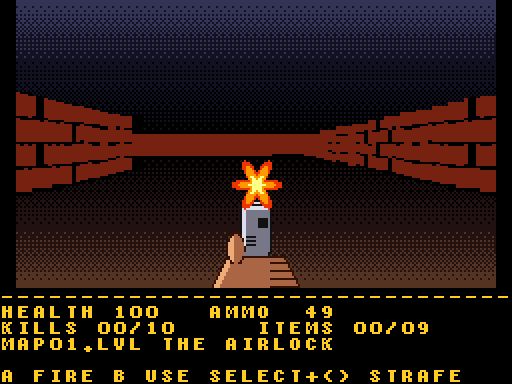 HEALTH 100 AMMO 49
KILLS 00/10 ITEMS 00/09
MAP01.LVL THE AIRLOCK
A FIRE B USE SELECT+<> STRAFE